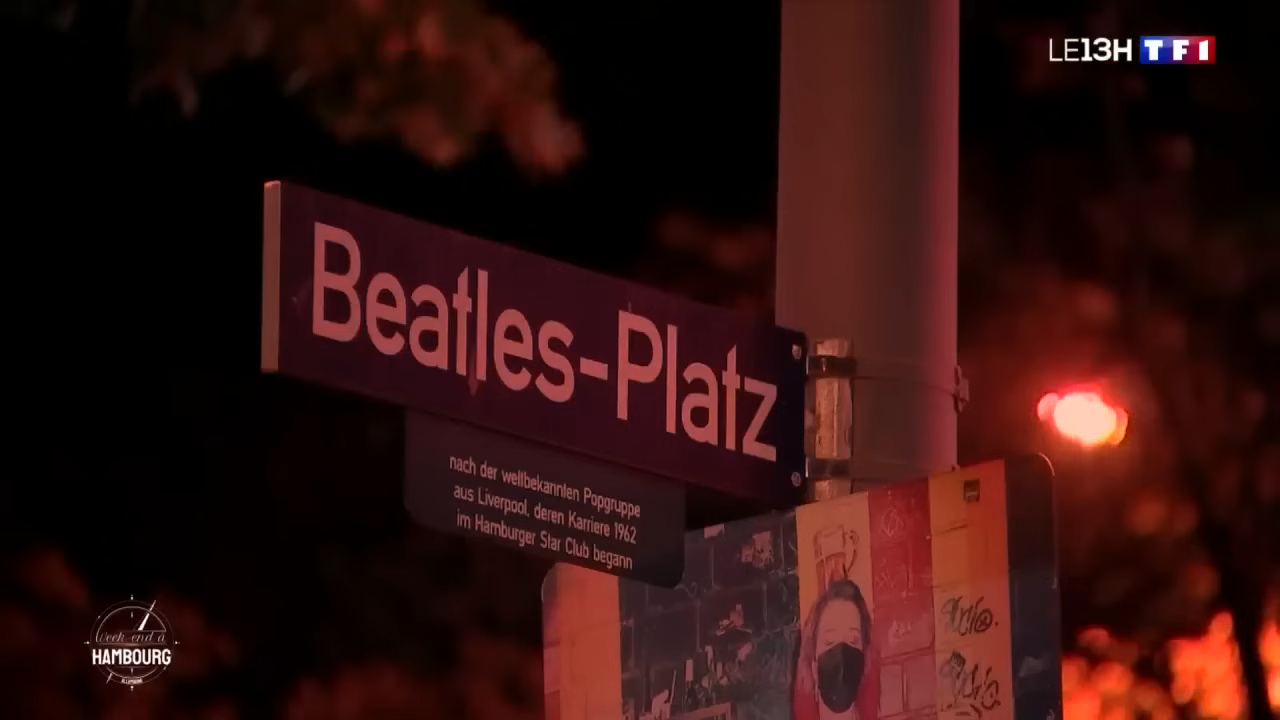 LE13H TF1
Beatles-Platz
nach der weltbekannten Popgruppe
aus Liverpool, deren Karriere 1962
im Hamburger Star Club begann
Week end à
HAMBOURG
ALLEMAGNE